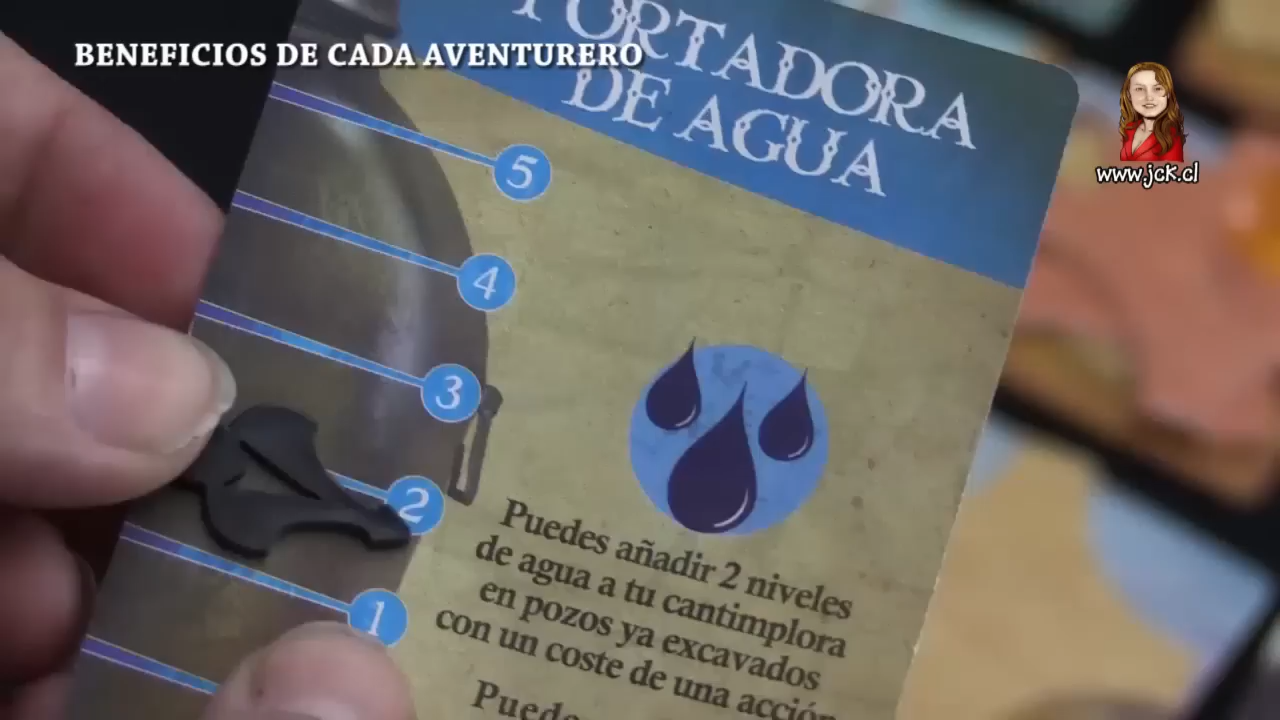 BENEFICIOS DE CADA AVENTURERO
www.jck.cl
PORTADORA
DE AGUA
5
4
3
2
1
Puedes añadir 2 niveles
de agua a tu cantimplora
en pozos ya excavados
con un coste de una acción